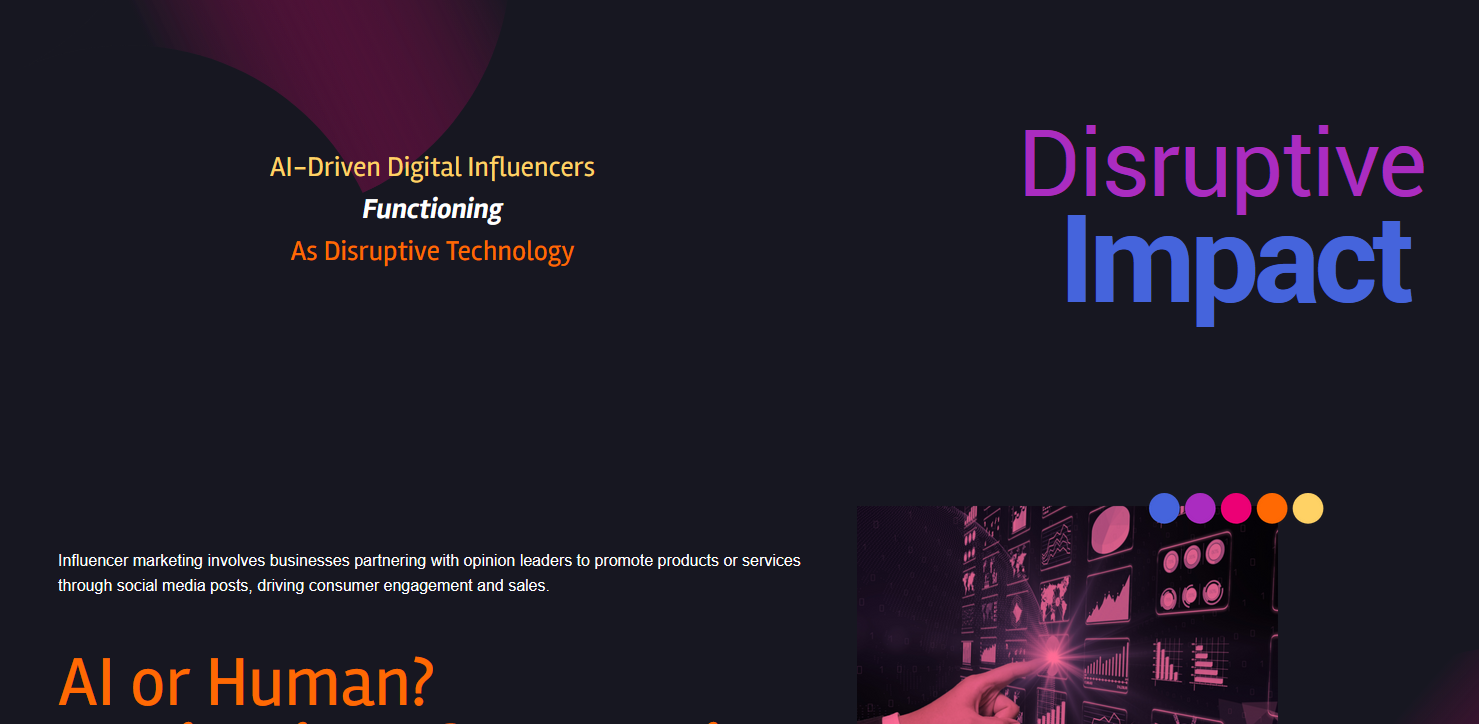 AI-Driven Digital Influencers
Functioning
As Disruptive Technology
Disruptive
Impact
Influencer marketing involves businesses partnering with opinion leaders to promote products or services
through social media posts, driving consumer engagement and sales.
AI or Human?